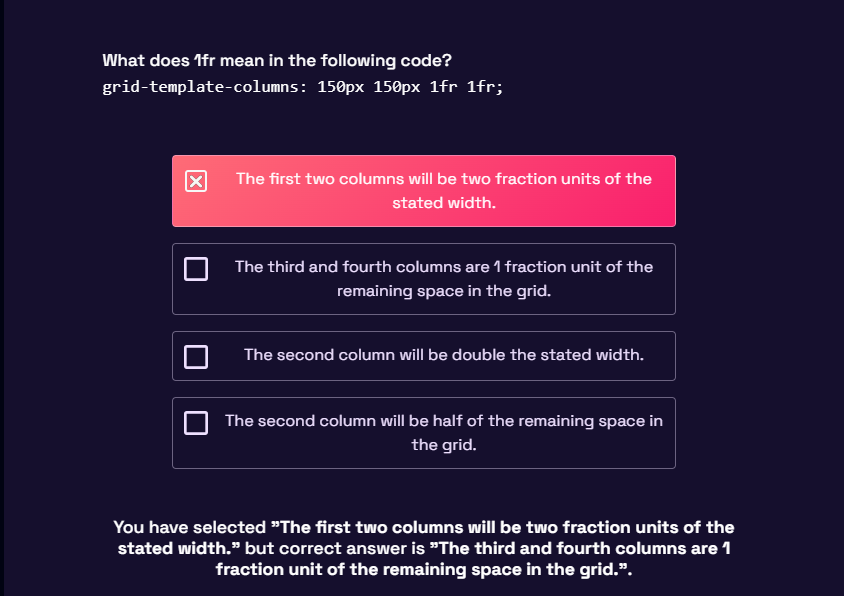 What does 1fr mean in the following code?
grid-template-columns: 150px 150px 1fr 1fr;
The first two columns will be two fraction units of the
stated width.
The third and fourth columns are 1 fraction unit of the
remaining space in the grid.
The second column will be double the stated width.
The second column will be half of the remaining space in
the grid.
You have selected ”The first two columns will be two fraction units of the
stated width.” but correct answer is ”The third and fourth columns are 1
fraction unit of the remaining space in the grid.”.